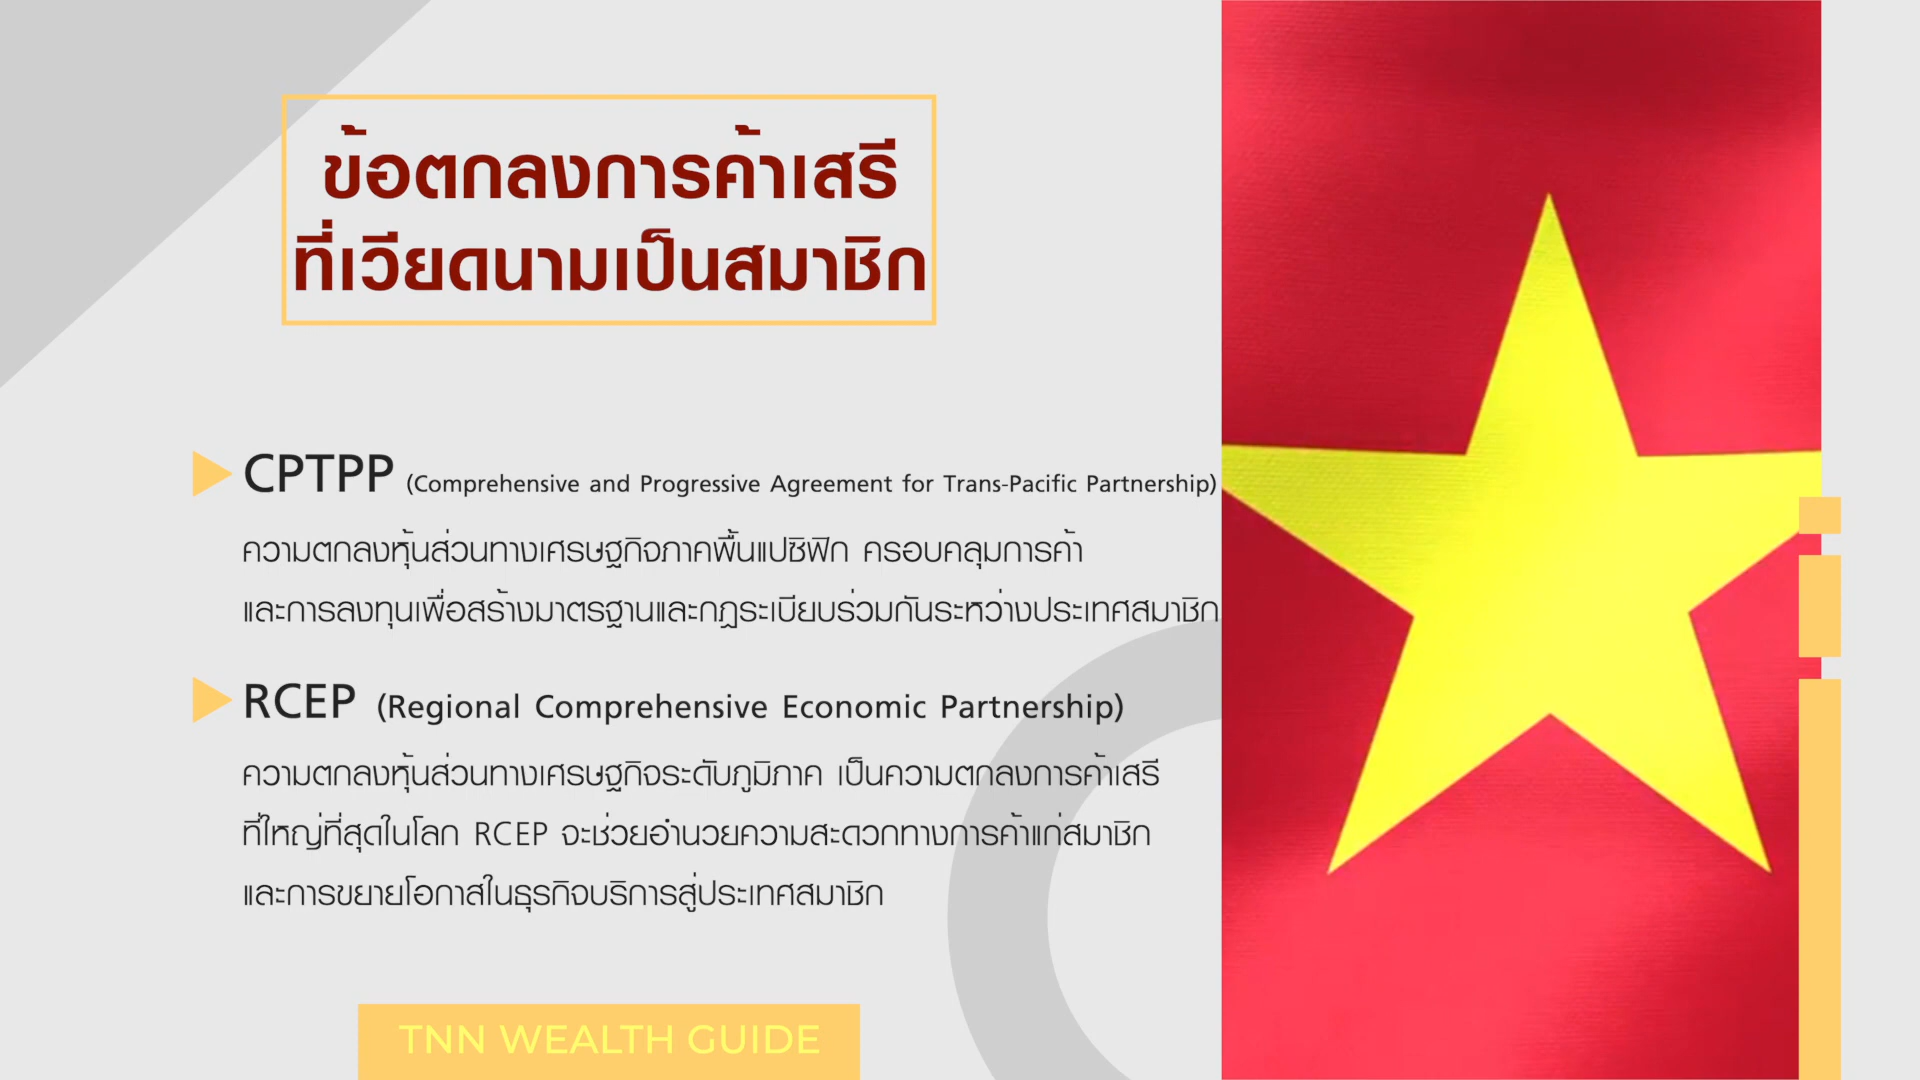 ข้อตกลงการค้าเสรี
ที่เวียดนามเป็นสมาชิก
CPTPP (Comprehensive and Progressive Agreement for Trans-Pacific Partnership)
ความตกลงหุ้นส่วนทางเศรษฐกิจภาคพื้นแปซิฟิก ครอบคลุมการค้า
และการลงทุนเพื่อสร้างมาตรฐานและกฎระเบียบร่วมกันระหว่างประเทศสมาชิก
RCEP (Regional Comprehensive Economic Partnership)
ความตกลงหุ้นส่วนทางเศรษฐกิจระดับภูมิภาค เป็นความตกลงการค้าเสรี
ที่ใหญ่ที่สุดในโลก RCEP จะช่วยอำนวยความสะดวกทางการค้าแก่สมาชิก
และการขยายโอกาสในธุรกิจบริการสู่ประเทศสมาชิก
TNN WEALTH GUIDE